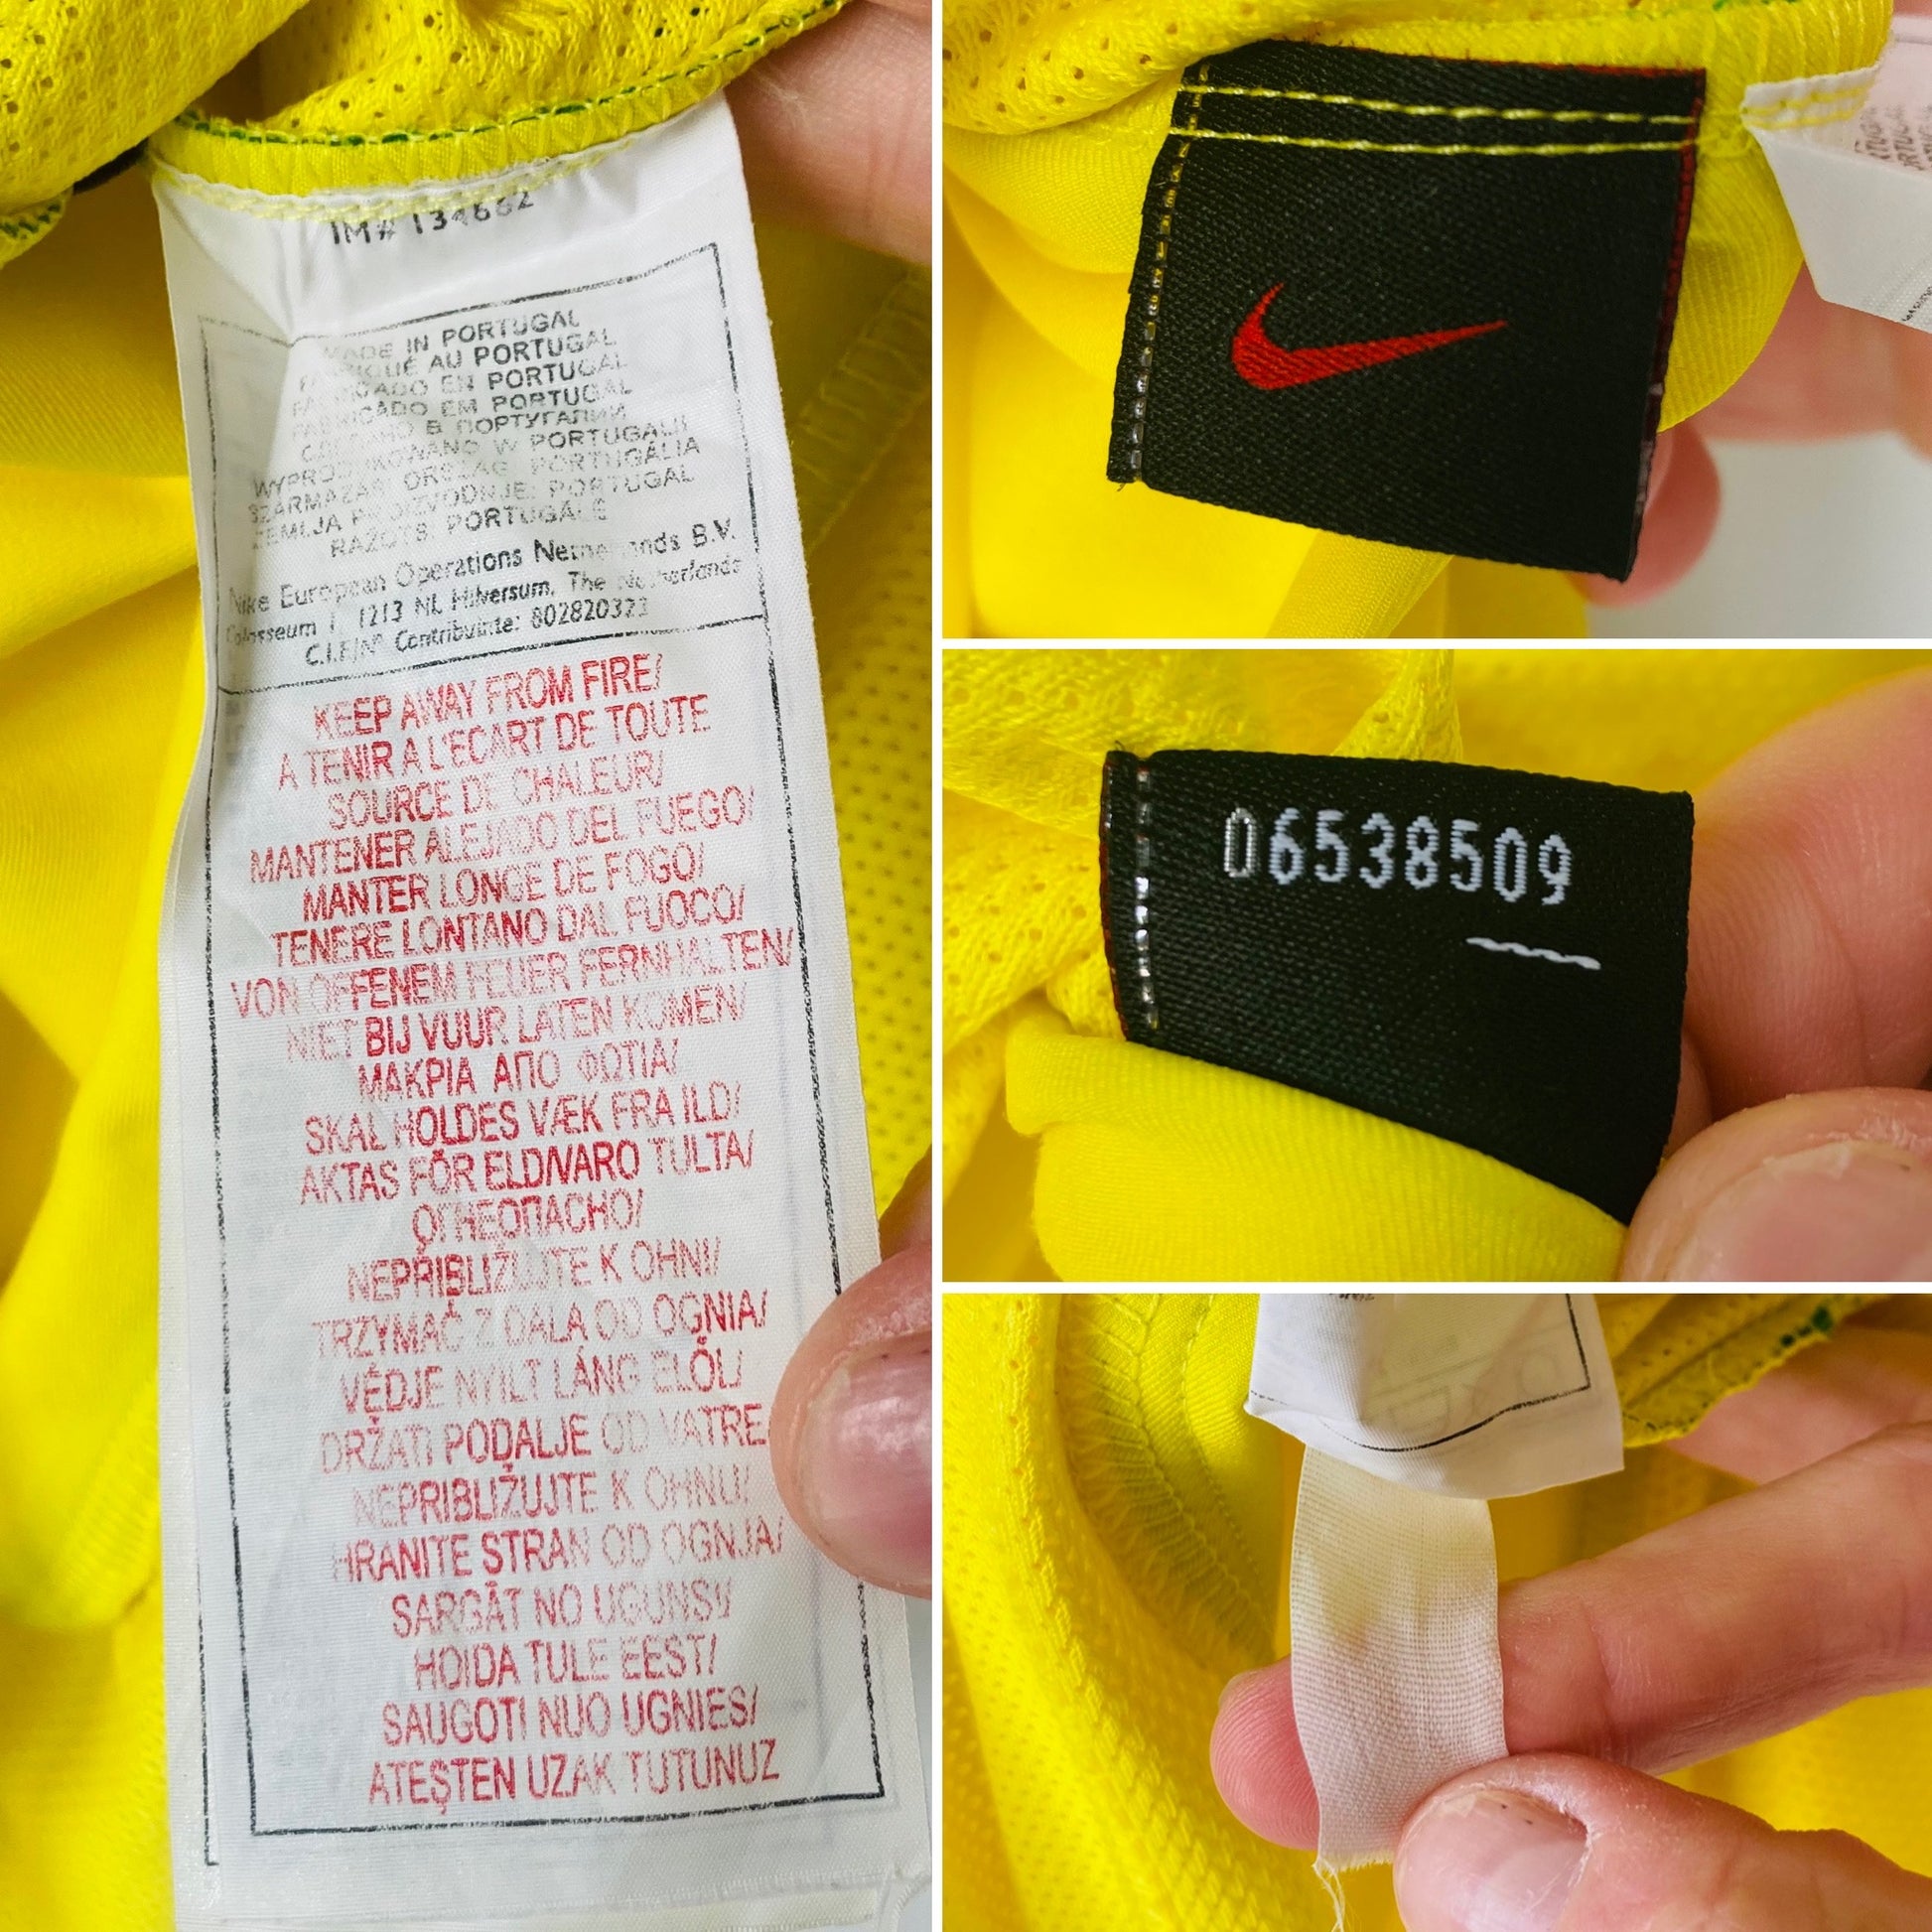 IM# 134662
MADE IN PORTUGAL
FABRIQUÉ AU PORTUGAL
FABRICADO EN PORTUGAL
FABRICADO EM PORTUGAL
В ПОРТУГАЛИИ
WYPRODUKOWANO W PORTUGALII
SZÁRMAZÁSI ORSZÁG: PORTUGÁLIA
ZEMLJA PROIZVODNJE: PORTUGAL
RAŽOTS: PORTUGĀLĒ
Nike European Operations Netherlands B.V.
Colosseum 1 1213 NL Hilversum, The Netherlands
C.I.F/Nº Contribuinte: 802820323
KEEP AWAY FROM FIRE/
A TENIR A L'ECART DE TOUTE
SOURCE DE CHALEUR/
MANTENER ALEJADO DEL FUEGO/
MANTER LONGE DE FOGO/
TENERE LONTANO DAL FUOCO/
VON OFFENEM FEUER FERNHALTEN/
NIET BIJ VUUR LATEN KOMEN/
ΜΑΚΡΙΑ ΑΠΟ ΦΩΤΙΑ/
SKAL HOLDES VÆK FRA ILD/
AKTAS FÖR ELD/VARO TULTA/
ОГНЕОПАСНО/
NEPŘIBLIŽUJTE K OHNI/
TRZYMAĆ Z DALA OD OGNIA/
VÉDJE NYILT LÁNG ELŐL/
DRŽATI PODALJE OD VATRE
NEPRIBLIŽUJTE K OHNU/
HRANITE STRAN OD OGNJA/
SARGĀT NO UGUNS!/
HOIDA TULE EEST/
SAUGOTI NUO UGNIES/
ATEŞTEN UZAK TUTUNUZ
06538509